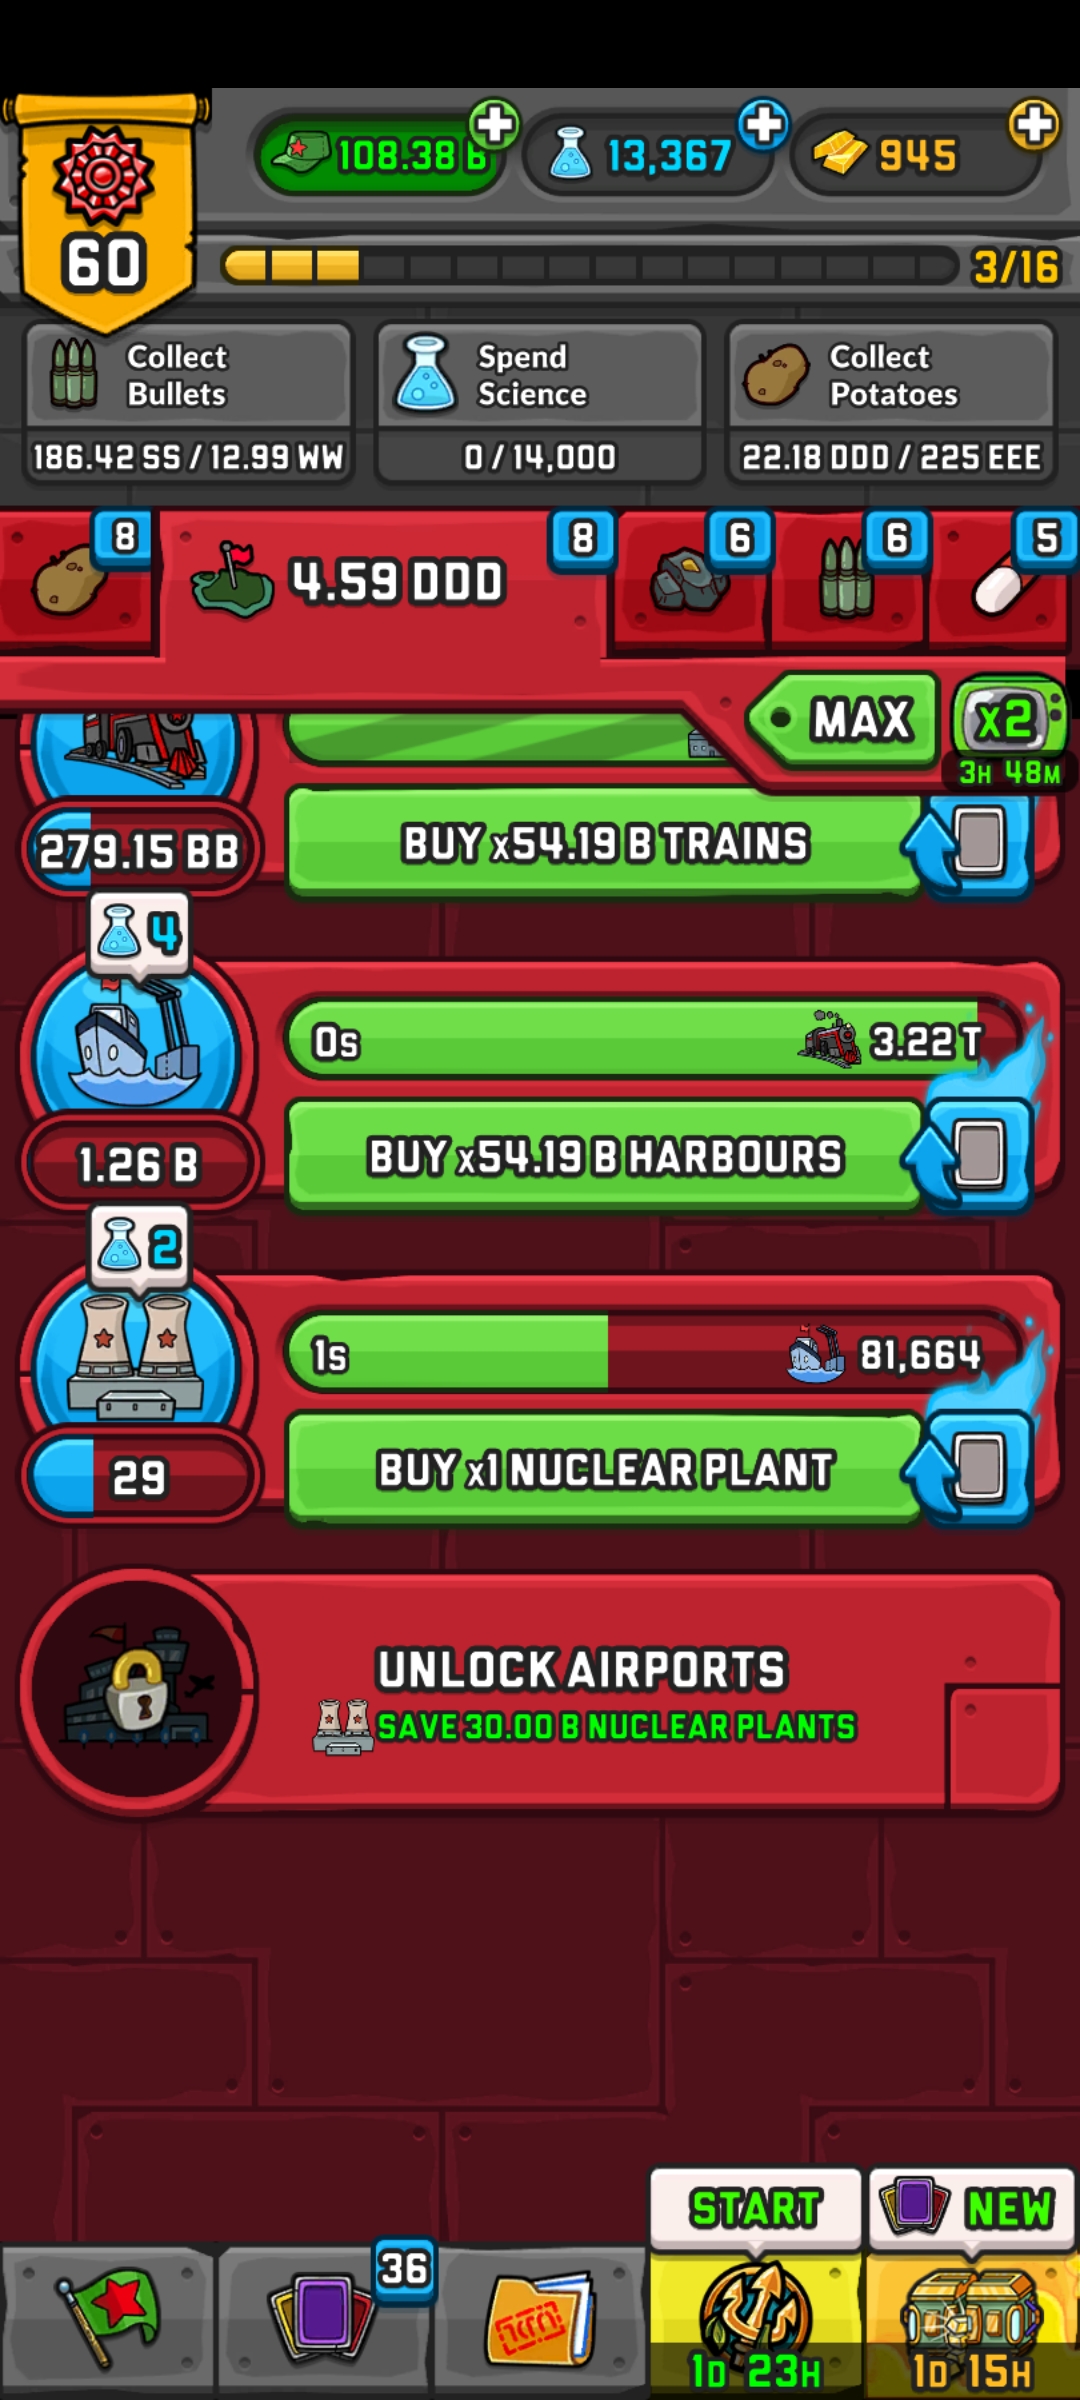 60
108.38 B
13,367
945
3/16
Collect
Bullets
186.42 SS / 12.99 WW
Spend
Science
0 / 14,000
Collect
Potatoes
22.18 DDD / 225 EEE
8
4.59 DDD
8
6
6
5
MAX
x2
3H 48M
279.15 BB
BUY x54.19 B TRAINS
4
0s
3.22 T
1.26 B
BUY x54.19 B HARBOURS
2
1s
81,664
29
BUY x1 NUCLEAR PLANT
UNLOCK AIRPORTS
SAVE 30.00 B NUCLEAR PLANTS
START
NEW
36
1D 23H
1D 15H